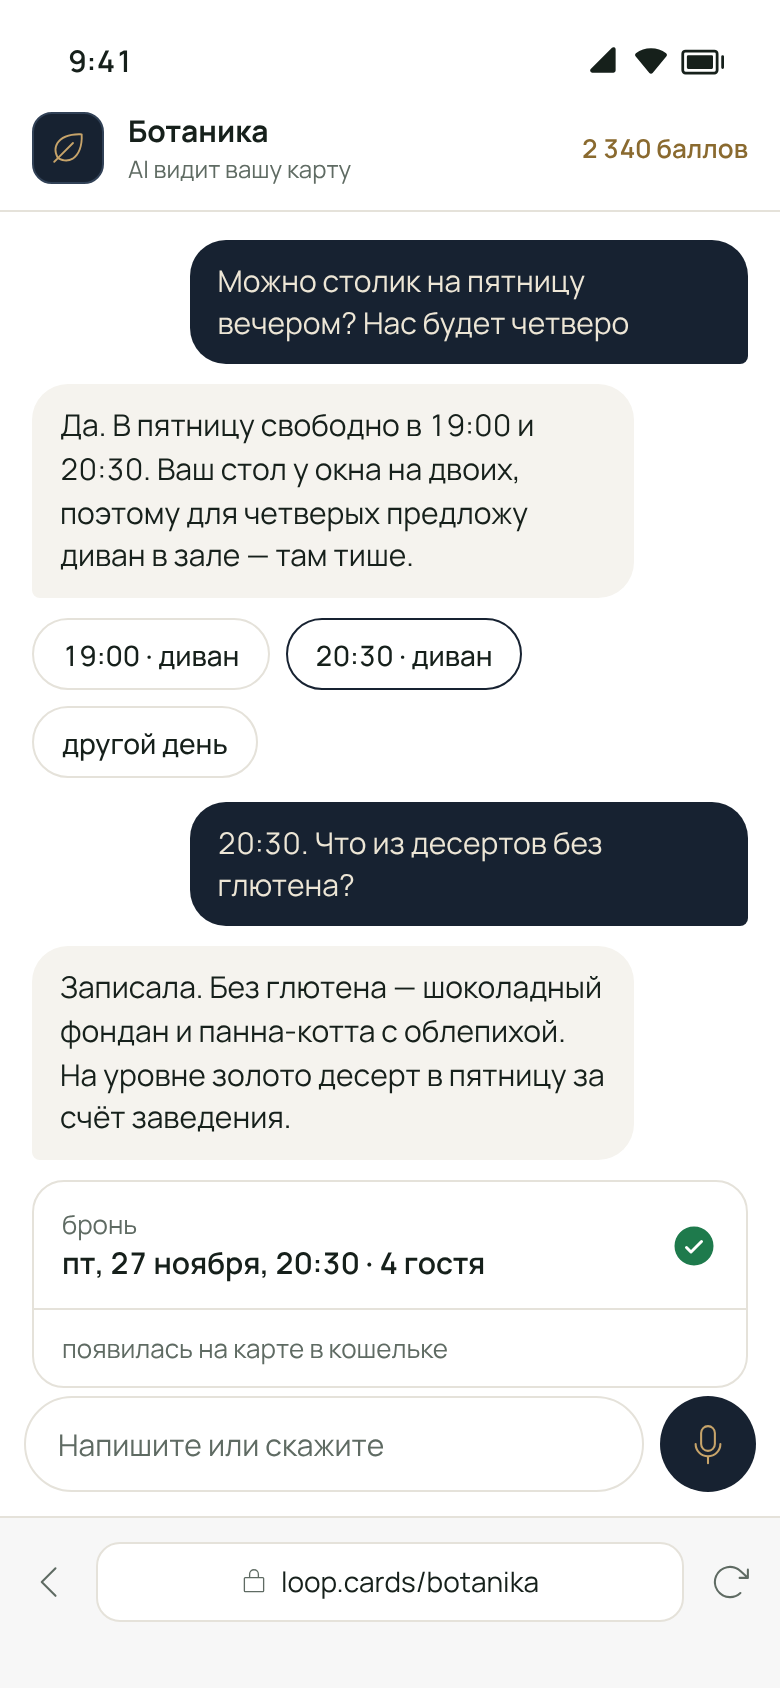 9:41
Ботаника
AI видит вашу карту
2 340 баллов
Можно столик на пятницу
вечером? Нас будет четверо
Да. В пятницу свободно в 19:00 и
20:30. Ваш стол у окна на двоих,
поэтому для четверых предложу
диван в зале — там тише.
19:00 · диван
20:30 · диван
другой день
20:30. Что из десертов без
глютена?
Записала. Без глютена — шоколадный
фондан и панна-котта с облепихой.
На уровне золото десерт в пятницу за
счёт заведения.
бронь
пт, 27 ноября, 20:30 · 4 гостя
появилась на карте в кошельке
Напишите или скажите
loop.cards/botanika